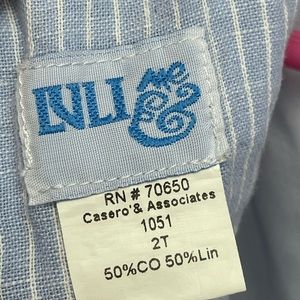 LULI & ME
RN # 70650
Casero'& Associates
1051
2T
50%CO 50%Lin